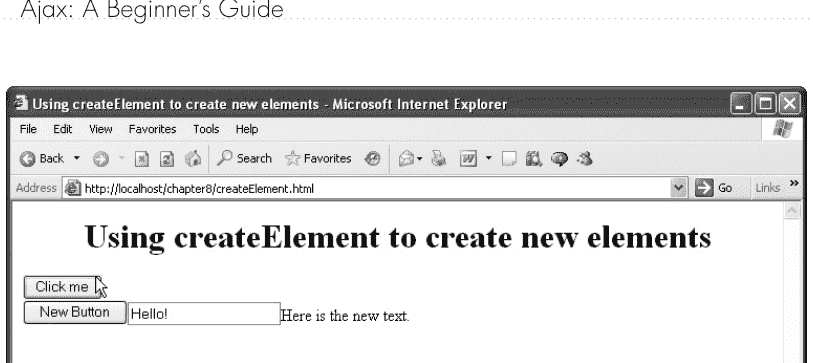 Ajax: A Beginner's Guide
Using createElement to create new elements - Microsoft Internet Explorer
File Edit View Favorites Tools Help
Back Search Favorites
Address http://localhost/chapter8/createElement.html Go Links »
Using createElement to create new elements
Click me
New Button Hello! Here is the new text.